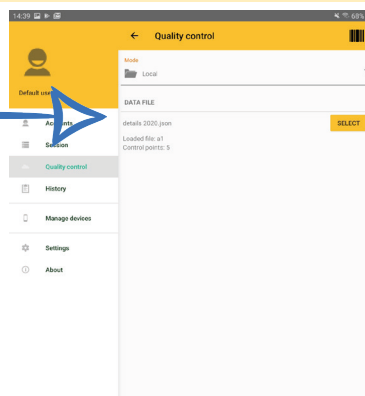 14:39
68%
Quality control
Mode
Local
Default user
DATA FILE
Accounts
details 2020.json
SELECT
Session
Loaded file: a1
Control points: 5
Quality control
History
Manage devices
Settings
About